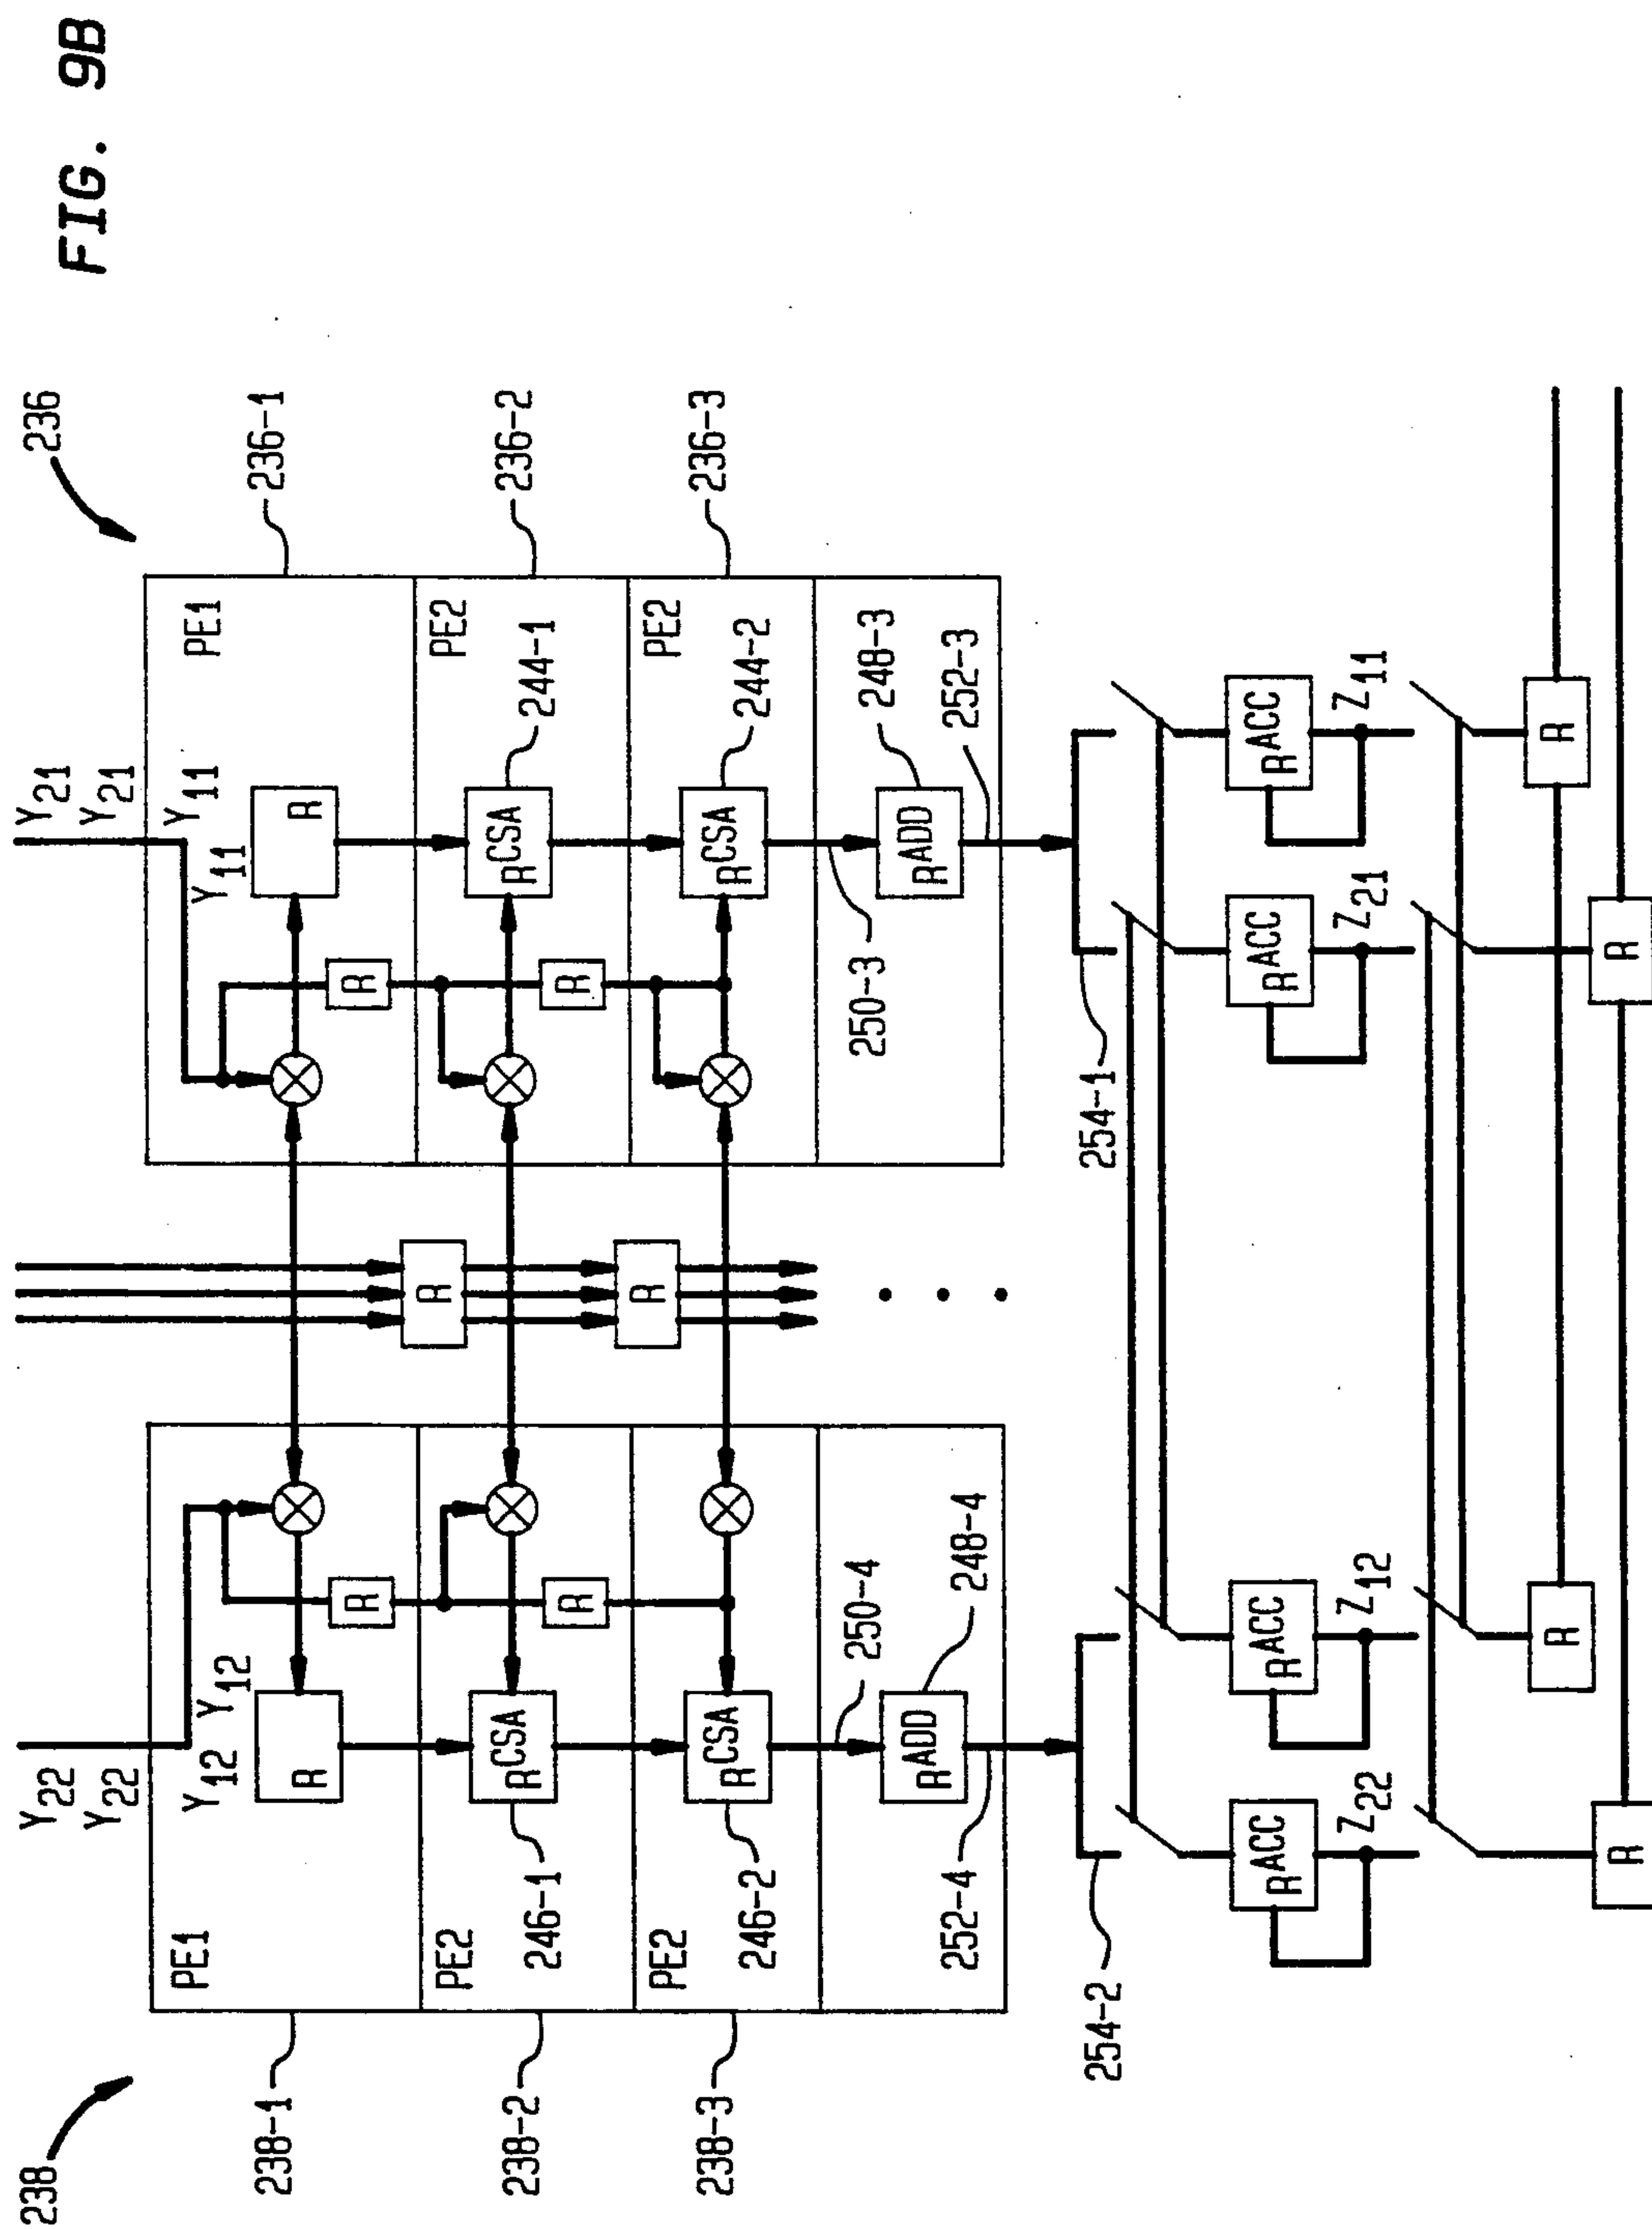 FIG. 9B
238
Y22
Y21
236
Y22
Y21
PE1
Y12
Y11
PE1
Y12
Y11
238-1
R
R
236-1
R
R
R
PE2
PE2
238-2
246-1
RCSA
RCSA
244-1
236-2
R
R
R
PE2
PE2
238-3
246-2
RCSA
RCSA
244-2
236-3
250-4
250-3
RADD
RADD
248-3
252-4
248-4
252-3
254-2
254-1
RACC
RACC
RACC
RACC
Z22
Z12
Z21
Z11
R
R
R
R